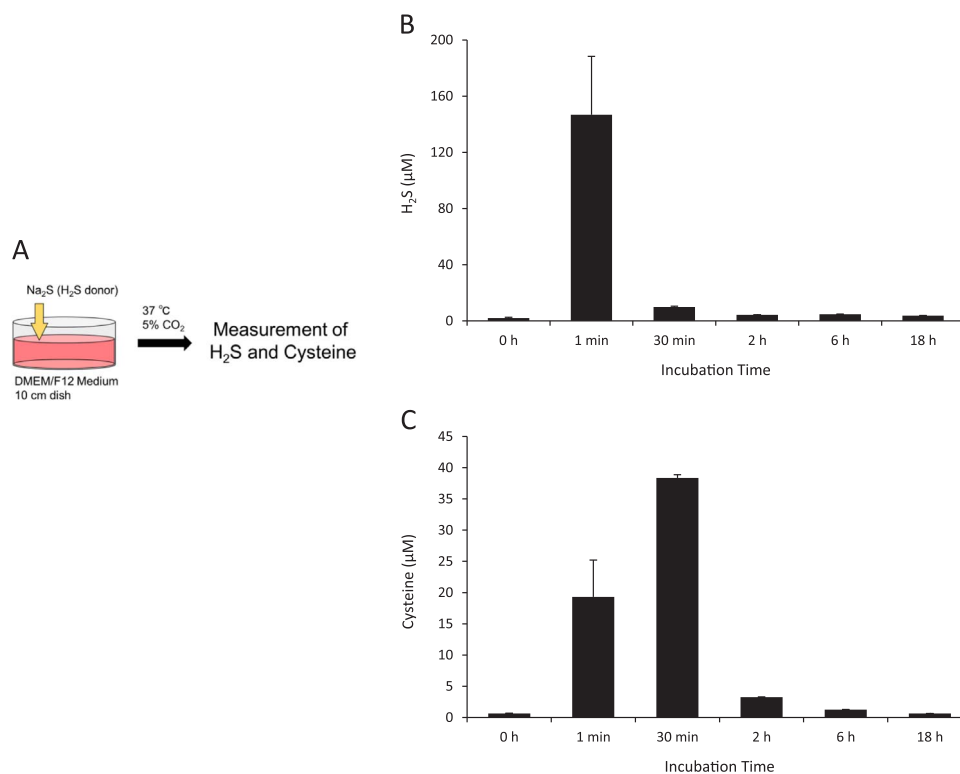 A
Na₂S (H₂S donor)
37 °C
5% CO₂
Measurement of
H₂S and Cysteine
DMEM/F12 Medium
10 cm dish
B
H₂S (μM)
200
160
120
80
40
0
0 h 1 min 30 min 2 h 6 h 18 h
Incubation Time
C
Cysteine (μM)
45
40
35
30
25
20
15
10
5
0
0 h 1 min 30 min 2 h 6 h 18 h
Incubation Time